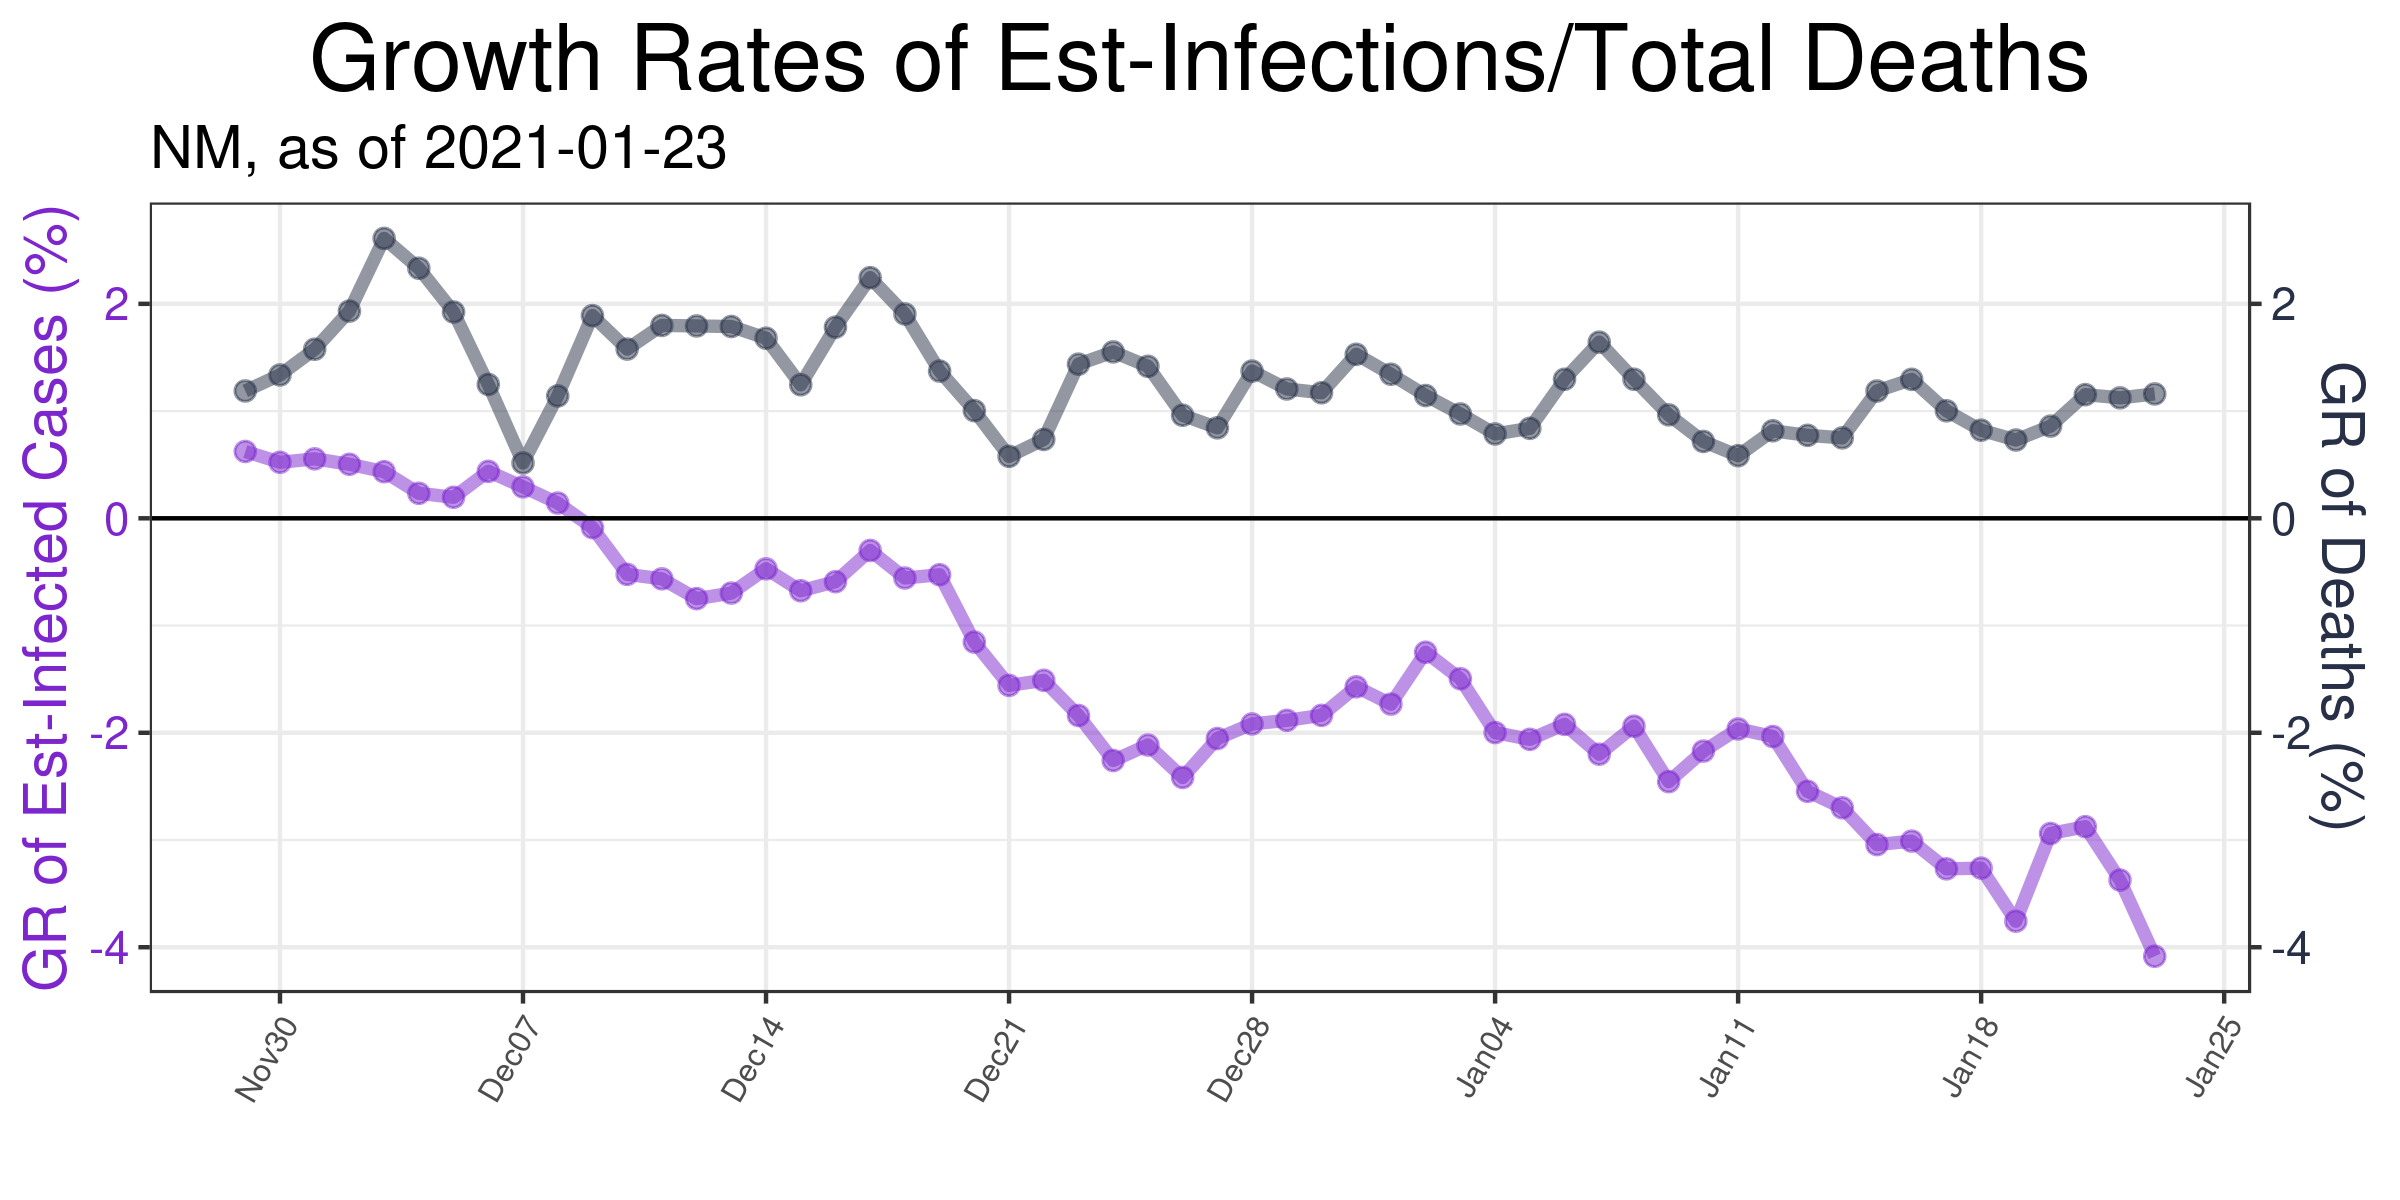 Growth Rates of Est-Infections/Total Deaths
NM, as of 2021-01-23
GR of Est-Infected Cases (%)
2
0
-2
-4
2
0
-2
-4
GR of Deaths (%)
Nov30
Dec07
Dec14
Dec21
Dec28
Jan04
Jan11
Jan18
Jan25